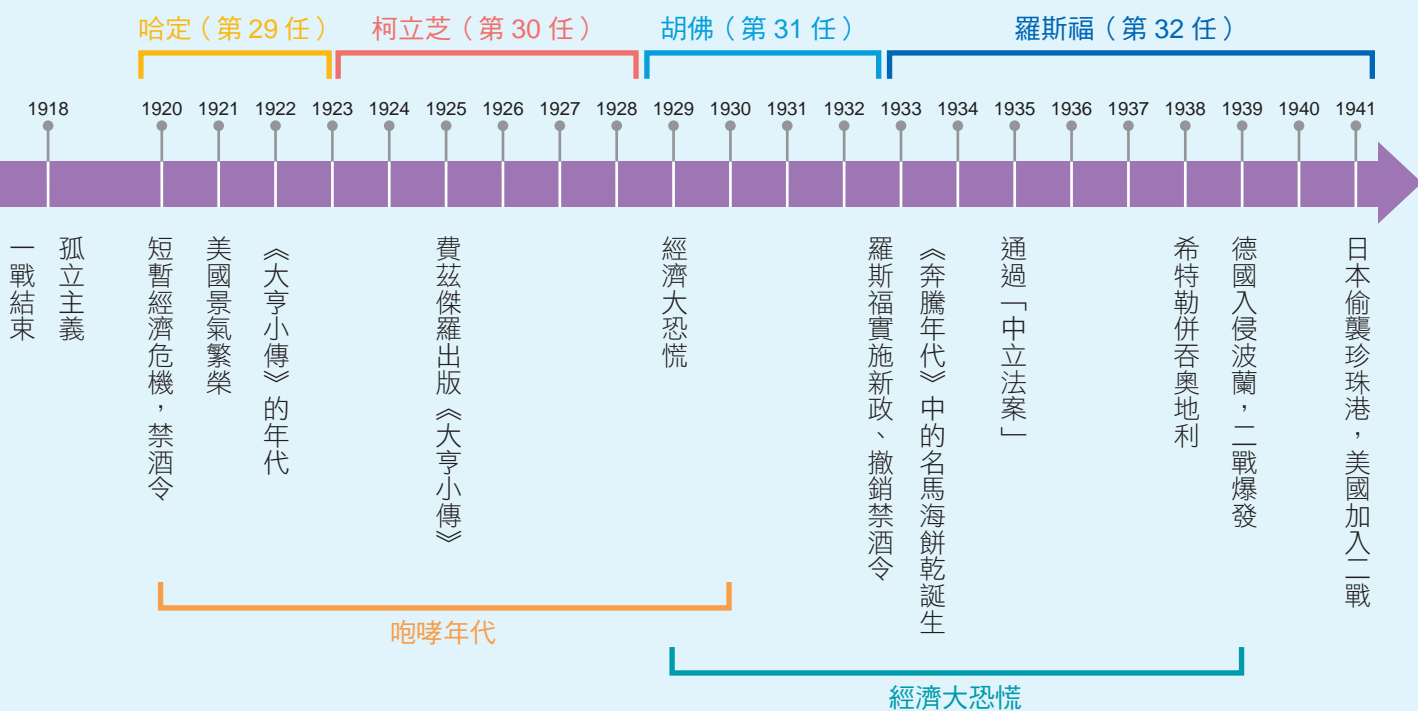 哈定（第 29 任）
柯立芝（第 30 任）
胡佛（第 31 任）
羅斯福（第 32 任）
1918
1920
1921
1922
1923
1924
1925
1926
1927
1928
1929
1930
1931
1932
1933
1934
1935
1936
1937
1938
1939
1940
1941
一戰結束
孤立主義
短暫經濟危機，禁酒令
美國景氣繁榮
《大亨小傳》的年代
費茲傑羅出版《大亨小傳》
經濟大恐慌
羅斯福實施新政、撤銷禁酒令
《奔騰年代》中的名馬海餅乾誕生
通過「中立法案」
希特勒併吞奧地利
德國入侵波蘭，二戰爆發
日本偷襲珍珠港，美國加入二戰
咆哮年代
經濟大恐慌